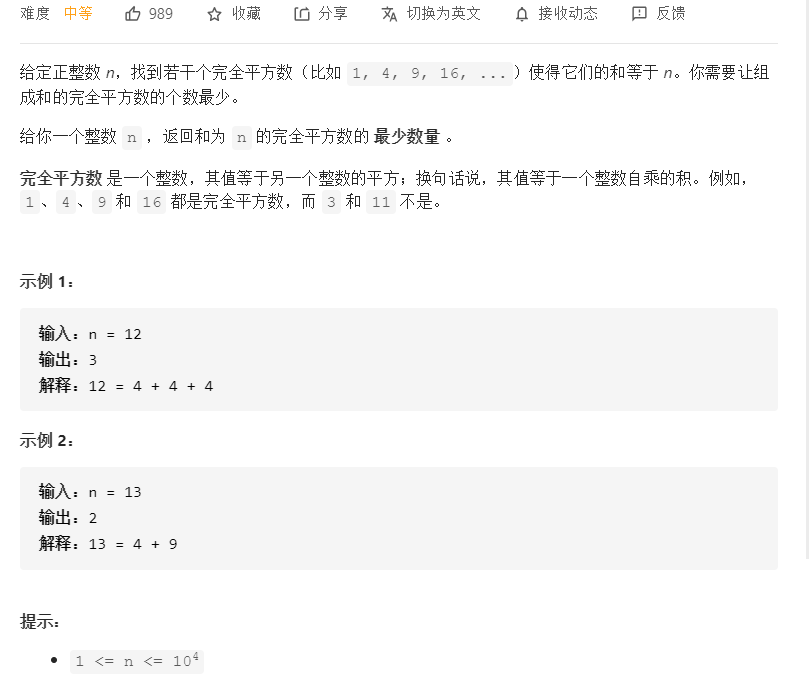 难度 中等 989 收藏 分享 切换为英文 接收动态 反馈
给定正整数 n，找到若干个完全平方数（比如 1, 4, 9, 16, ...）使得它们的和等于 n。你需要让组
成和的完全平方数的个数最少。
给你一个整数 n ，返回和为 n 的完全平方数的 最少数量 。
完全平方数 是一个整数，其值等于另一个整数的平方；换句话说，其值等于一个整数自乘的积。例如，
1、4、9 和 16 都是完全平方数，而 3 和 11 不是。
示例 1：
输入：n = 12
输出：3
解释：12 = 4 + 4 + 4
示例 2：
输入：n = 13
输出：2
解释：13 = 4 + 9
提示：
• 1 <= n <= 10⁴